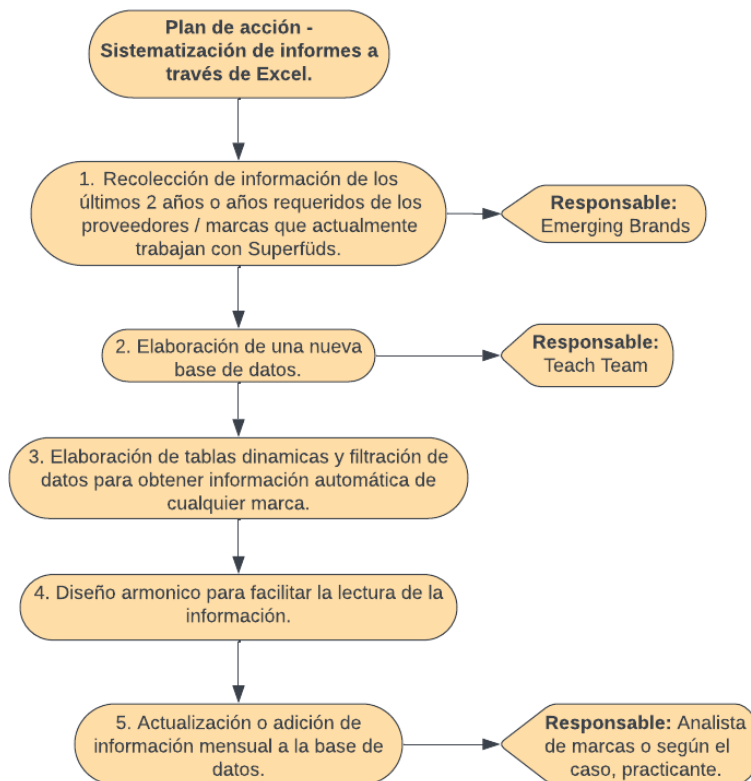 Plan de acción -
Sistematización de informes a
través de Excel.
1. Recolección de información de los
últimos 2 años o años requeridos de los
proveedores / marcas que actualmente
trabajan con Superfüds.
Responsable:
Emerging Brands
2. Elaboración de una nueva
base de datos.
Responsable:
Teach Team
3. Elaboración de tablas dinamicas y filtración de
datos para obtener información automática de
cualquier marca.
4. Diseño armonico para facilitar la lectura de la
información.
5. Actualización o adición de
información mensual a la base de
datos.
Responsable: Analista
de marcas o según el
caso, practicante.